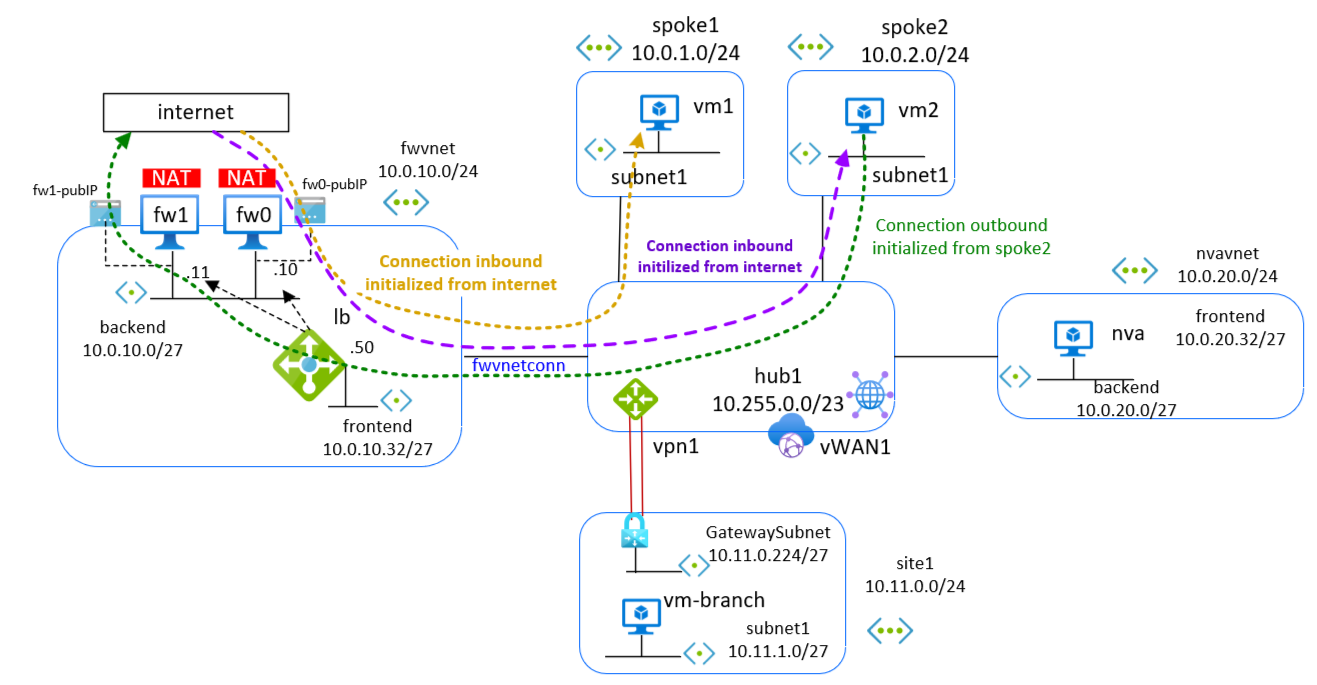 spoke1
10.0.1.0/24
spoke2
10.0.2.0/24
internet
vm1
vm2
subnet1
subnet1
fwvnet
10.0.10.0/24
NAT
NAT
fw1-pubIP
fw0-pubIP
fw1
fw0
.11
.10
Connection inbound
initialized from internet
Connection inbound
initilized from internet
Connection outbound
initialized from spoke2
backend
10.0.10.0/27
lb
.50
frontend
10.0.10.32/27
fwvnetconn
hub1
10.255.0.0/23
vpn1
vWAN1
nvavnet
10.0.20.0/24
frontend
10.0.20.32/27
nva
backend
10.0.20.0/27
GatewaySubnet
10.11.0.224/27
site1
10.11.0.0/24
vm-branch
subnet1
10.11.1.0/27